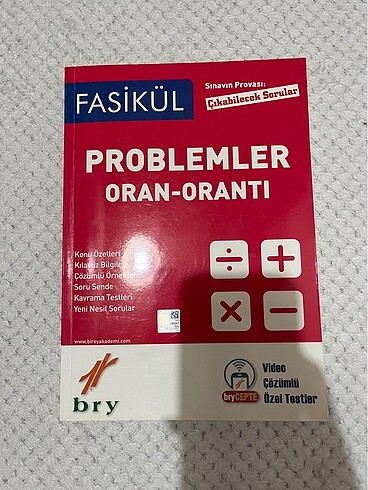 FASİKÜL
Sınavın Provası:
Çıkabilecek Sorular
PROBLEMLER
ORAN-ORANTI
Konu Özetleri
Kılavuz Bilgiler
Çözümlü Örnekler
Soru Sende
Kavrama Testleri
Yeni Nesil Sorular
www.bireyakademi.com
bry
bryCEPTE
Video
Çözümlü
Özel Testler